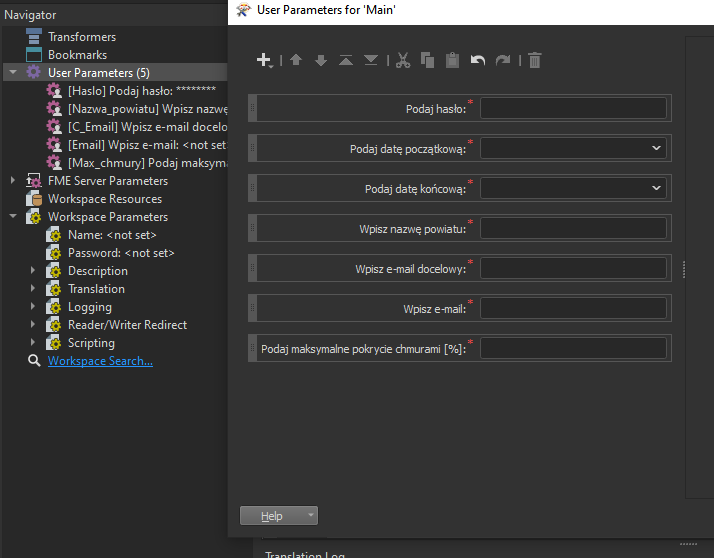 Navigator
User Parameters for 'Main'
Transformers
Bookmarks
User Parameters (5)
[Haslo] Podaj hasło: ********
[Nazwa_powiatu] Wpisz nazwę
[C_Email] Wpisz e-mail docelo
[Email] Wpisz e-mail: <not set
[Max_chmury] Podaj maksyma
FME Server Parameters
Workspace Resources
Workspace Parameters
Name: <not set>
Password: <not set>
Description
Translation
Logging
Reader/Writer Redirect
Scripting
Workspace Search...
Podaj hasło:*
Podaj datę początkową:*
Podaj datę końcową:*
Wpisz nazwę powiatu:*
Wpisz e-mail docelowy:*
Wpisz e-mail:*
Podaj maksymalne pokrycie chmurami [%]:*
Help
Translation Log